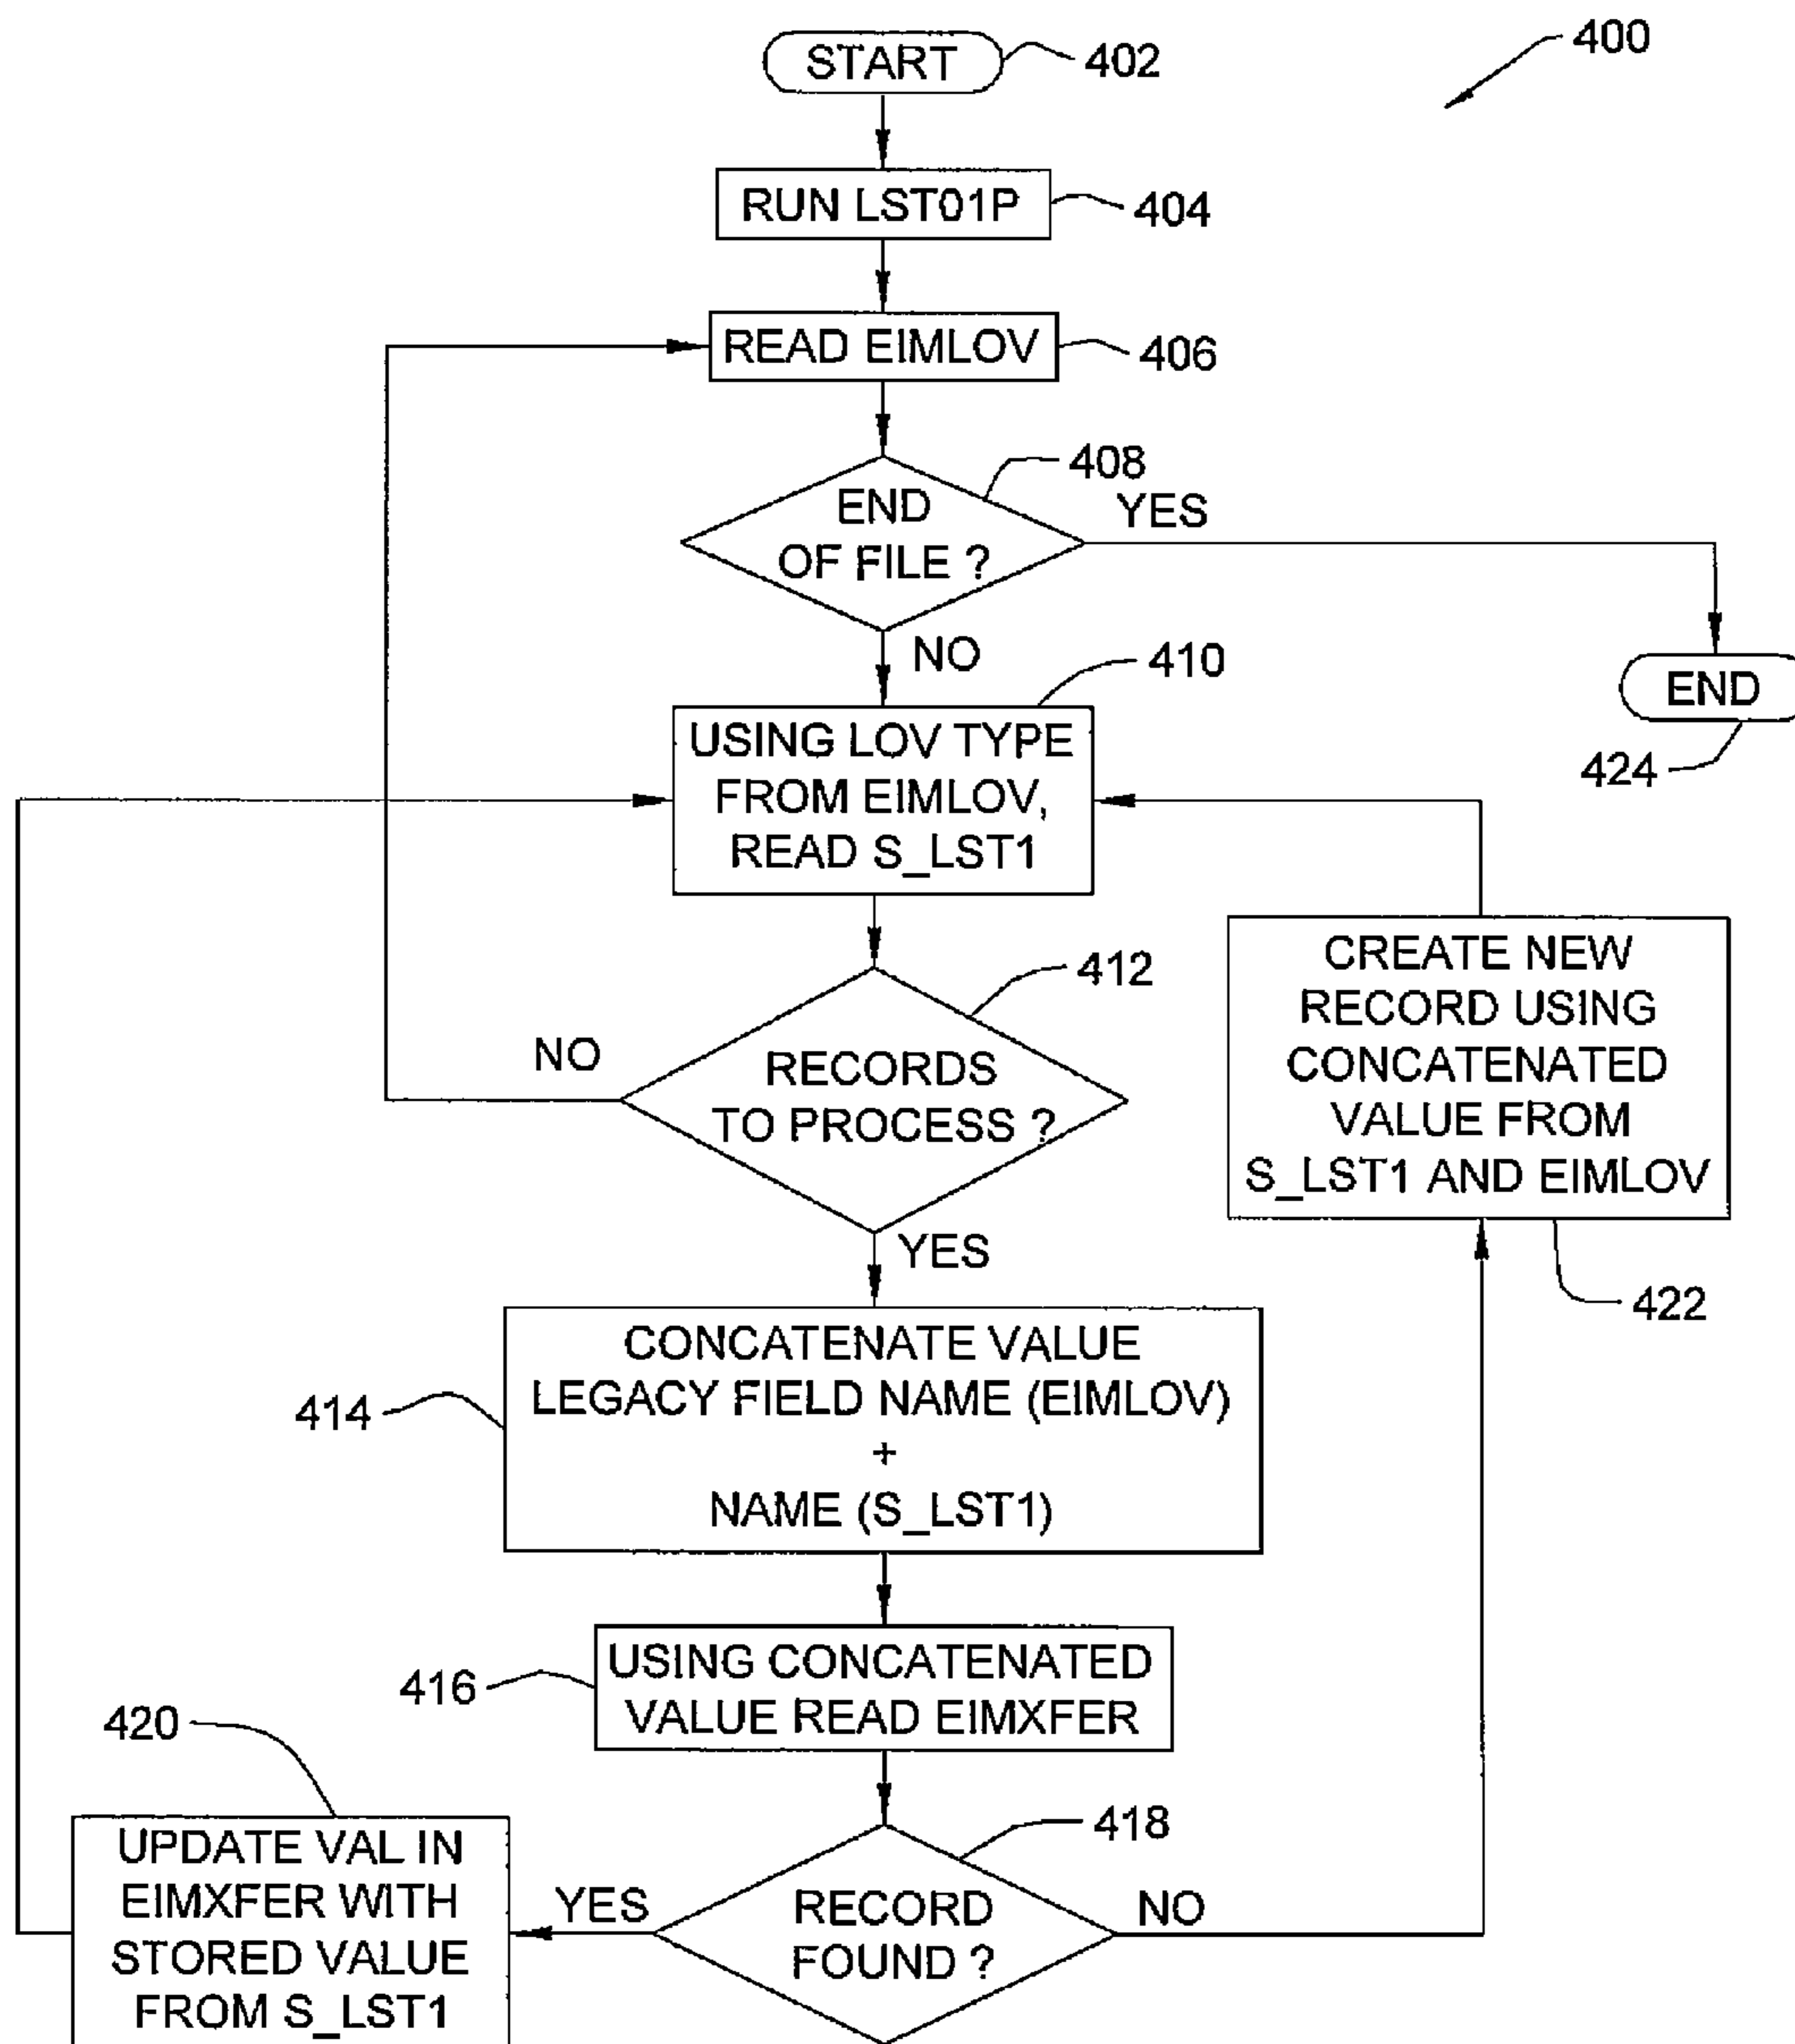 400
START
402
RUN LST01P
404
READ EIMLOV
406
408
END
OF FILE ?
YES
NO
410
USING LOV TYPE
FROM EIMLOV,
READ S_LST1
END
424
412
RECORDS
TO PROCESS ?
NO
YES
CREATE NEW
RECORD USING
CONCATENATED
VALUE FROM
S_LST1 AND EIMLOV
422
CONCATENATE VALUE
LEGACY FIELD NAME (EIMLOV)
+
NAME (S_LST1)
414
USING CONCATENATED
VALUE READ EIMXFER
416
418
RECORD
FOUND ?
YES
NO
420
UPDATE VAL IN
EIMXFER WITH
STORED VALUE
FROM S_LST1